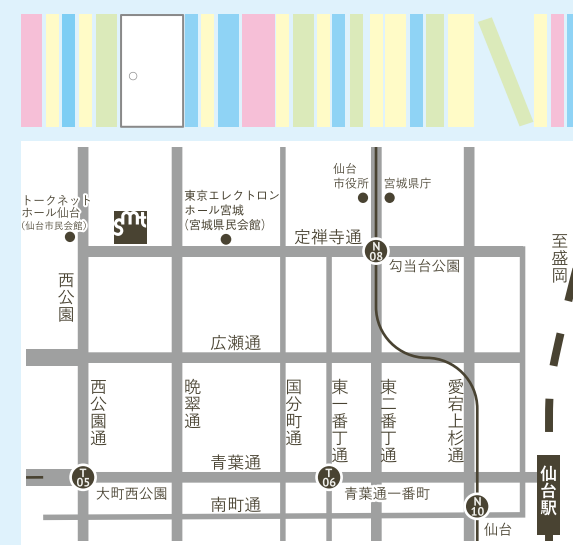 仙台
市役所
宮城県庁
トークネット
ホール仙台
(仙台市民会館)
smt
東京エレクトロン
ホール宮城
(宮城県民会館)
定禅寺通
N
08
勾当台公園
至盛岡
西公園
広瀬通
西公園通
晩翠通
国分町通
東一番丁通
東二番丁通
愛宕上杉通
青葉通
T
05
大町西公園
T
06
青葉通一番町
仙台駅
南町通
N
10
仙台